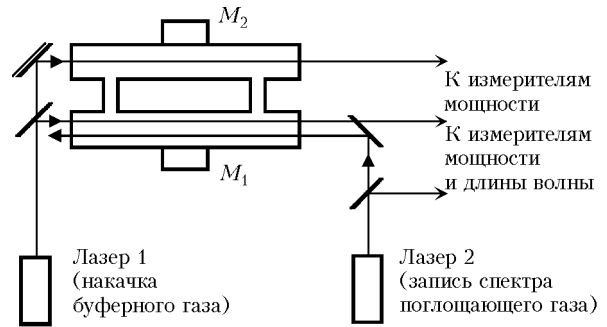 M₂
К измерителям
мощности
К измерителям
мощности
и длины волны
M₁
Лазер 1
(накачка
буферного газа)
Лазер 2
(запись спектра
поглощающего газа)